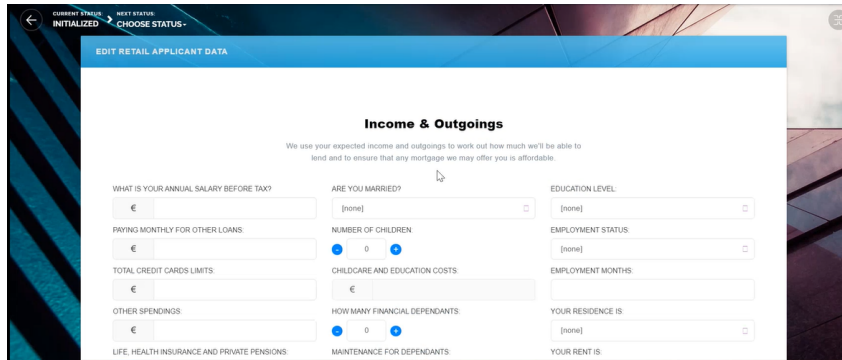 CURRENT STATUS: NEXT STATUS:
INITIALIZED CHOOSE STATUS
EDIT RETAIL APPLICANT DATA
Income & Outgoings
We use your expected income and outgoings to work out how much we'll be able to
lend and to ensure that any mortgage we may offer you is affordable.
WHAT IS YOUR ANNUAL SALARY BEFORE TAX? ARE YOU MARRIED? EDUCATION LEVEL:
€ [none] [none]
PAYING MONTHLY FOR OTHER LOANS: NUMBER OF CHILDREN: EMPLOYMENT STATUS:
€ - 0 + [none]
TOTAL CREDIT CARDS LIMITS: CHILDCARE AND EDUCATION COSTS: EMPLOYMENT MONTHS:
€ €
OTHER SPENDINGS: HOW MANY FINANCIAL DEPENDANTS: YOUR RESIDENCE IS:
€ - 0 + [none]
LIFE, HEALTH INSURANCE AND PRIVATE PENSIONS: MAINTENANCE FOR DEPENDANTS: YOUR RENT IS: